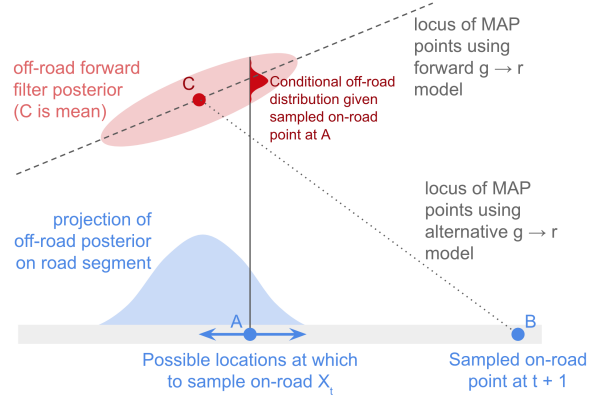 locus of MAP
points using
forward g → r
model
off-road forward
filter posterior
(C is mean)
C
Conditional off-road
distribution given
sampled on-road
point at A
locus of MAP
points using
alternative g → r
model
projection of
off-road posterior
on road segment
A
B
Possible locations at which
to sample on-road Xt
Sampled on-road
point at t + 1